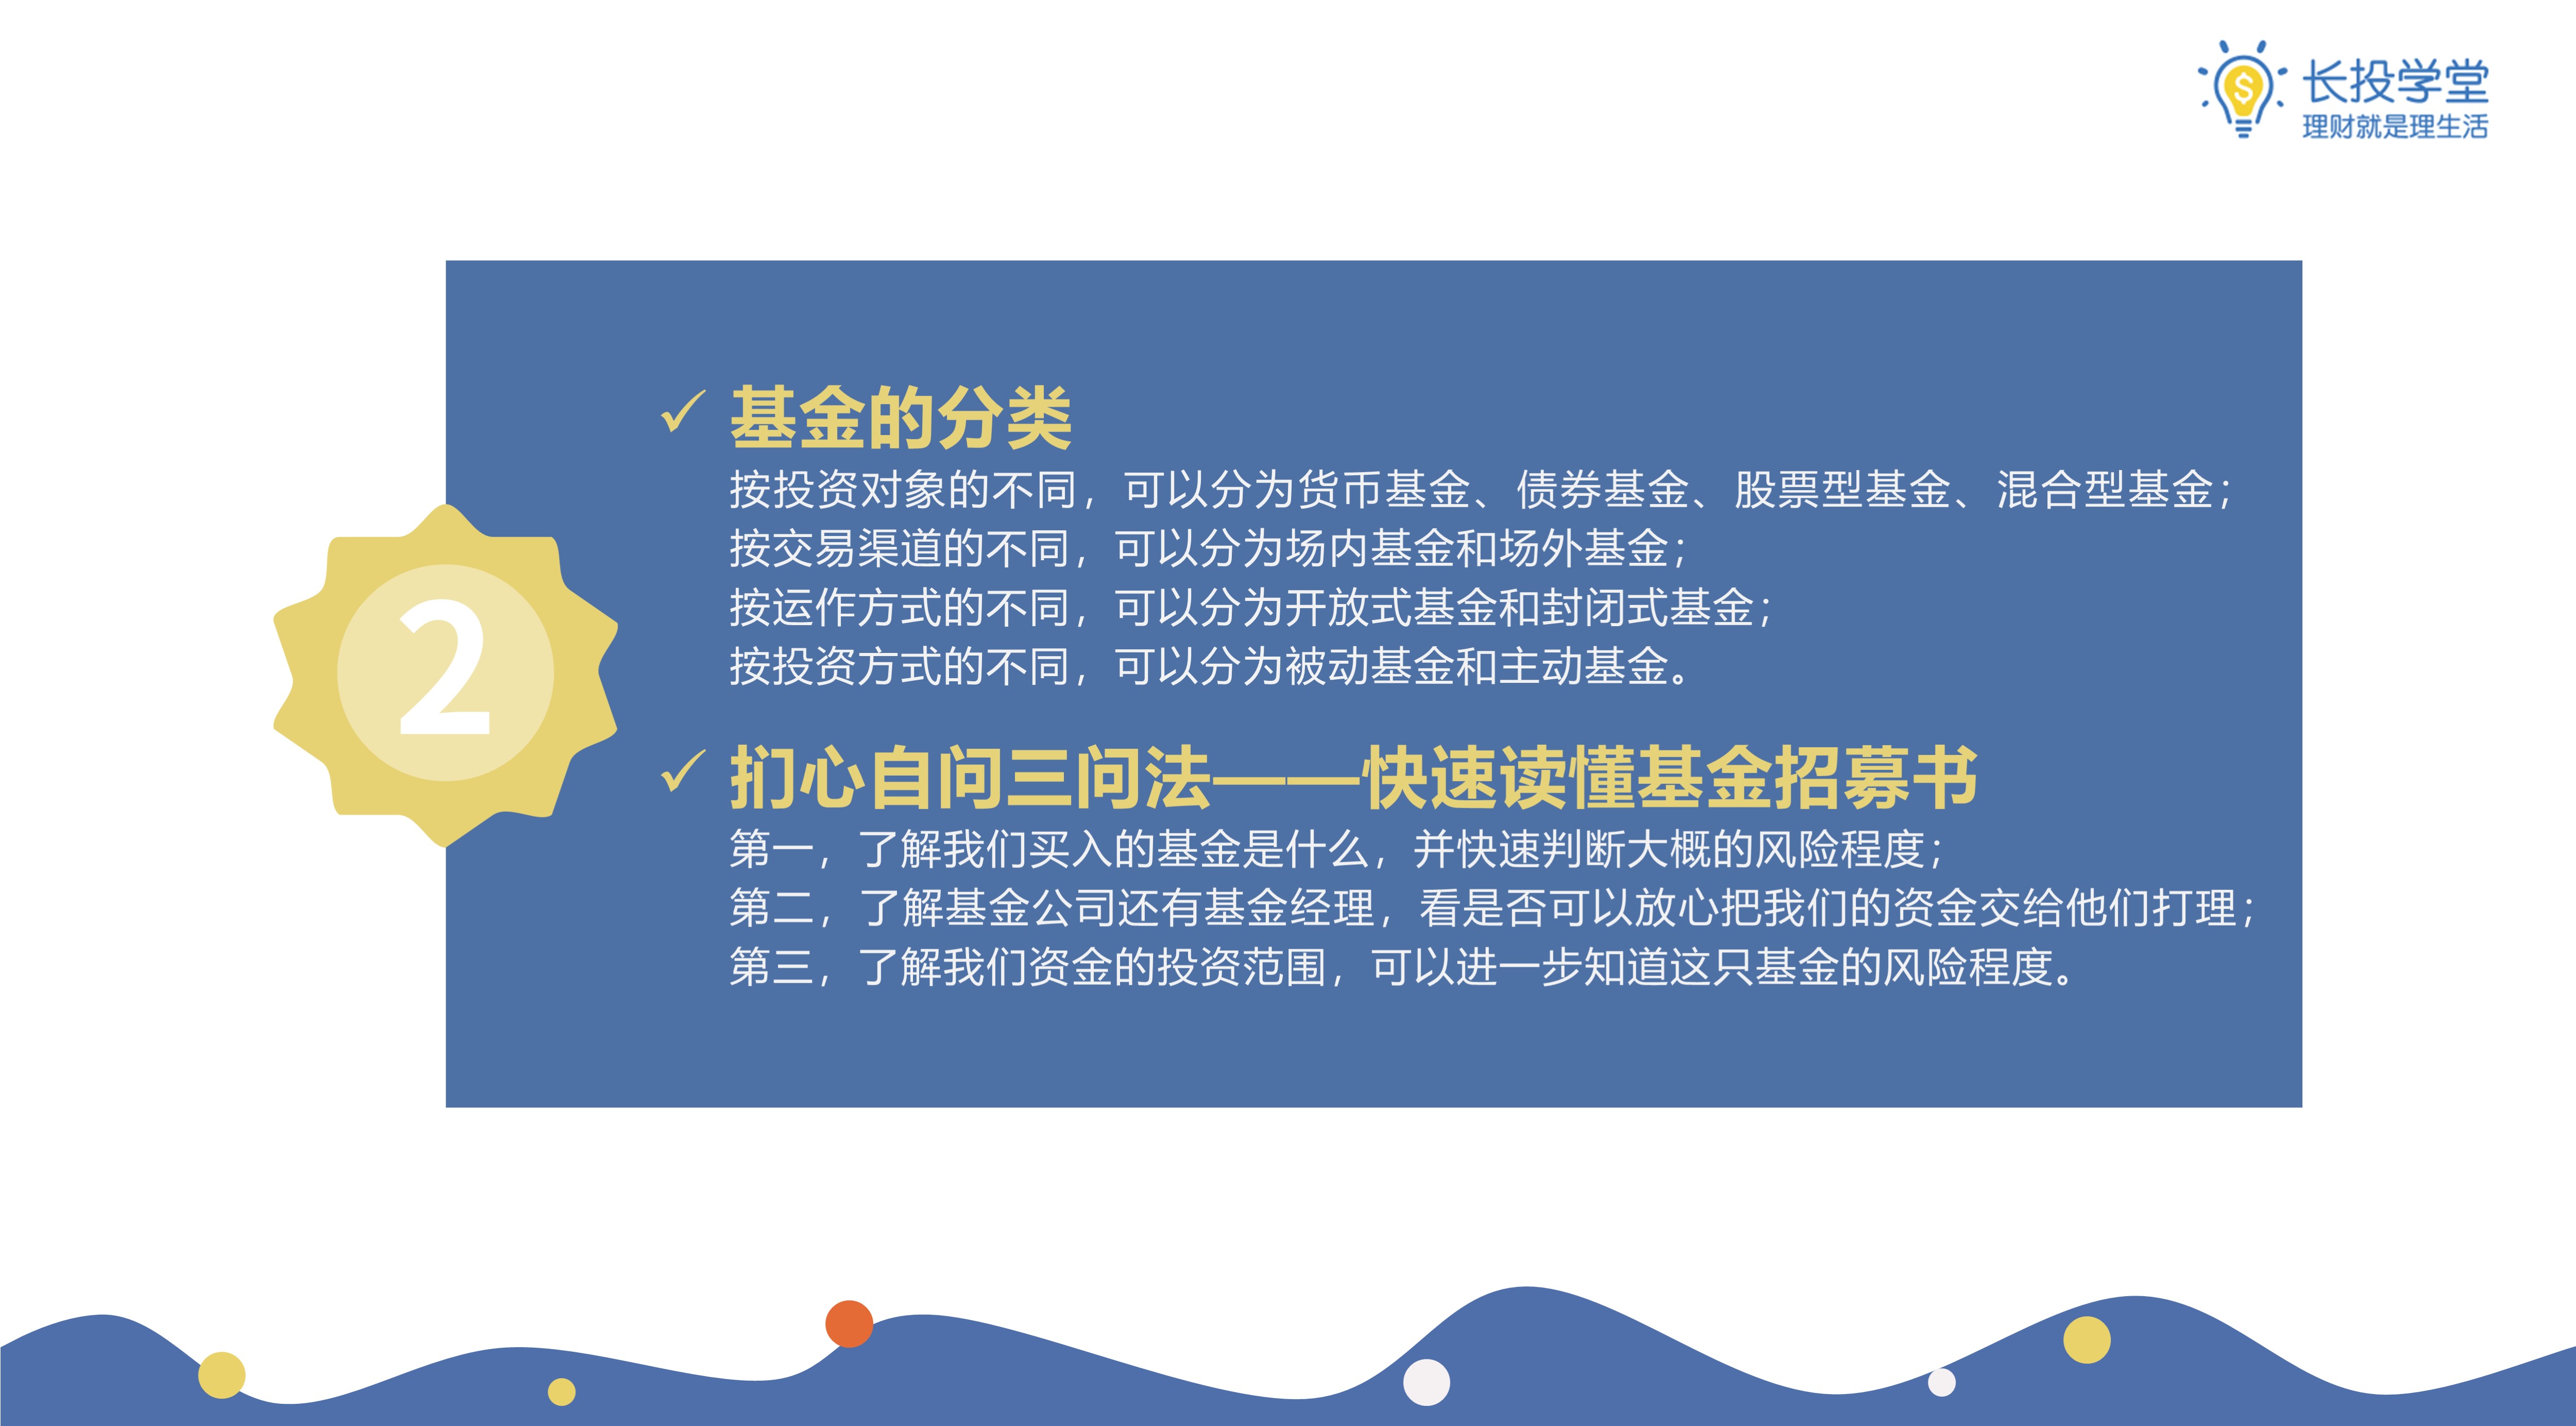 长投学堂
理财就是理生活
基金的分类
按投资对象的不同，可以分为货币基金、债券基金、股票型基金、混合型基金；
按交易渠道的不同，可以分为场内基金和场外基金；
按运作方式的不同，可以分为开放式基金和封闭式基金；
按投资方式的不同，可以分为被动基金和主动基金。
2
扪心自问三问法——快速读懂基金招募书
第一，了解我们买入的基金是什么，并快速判断大概的风险程度；
第二，了解基金公司还有基金经理，看是否可以放心把我们的资金交给他们打理；
第三，了解我们资金的投资范围，可以进一步知道这只基金的风险程度。